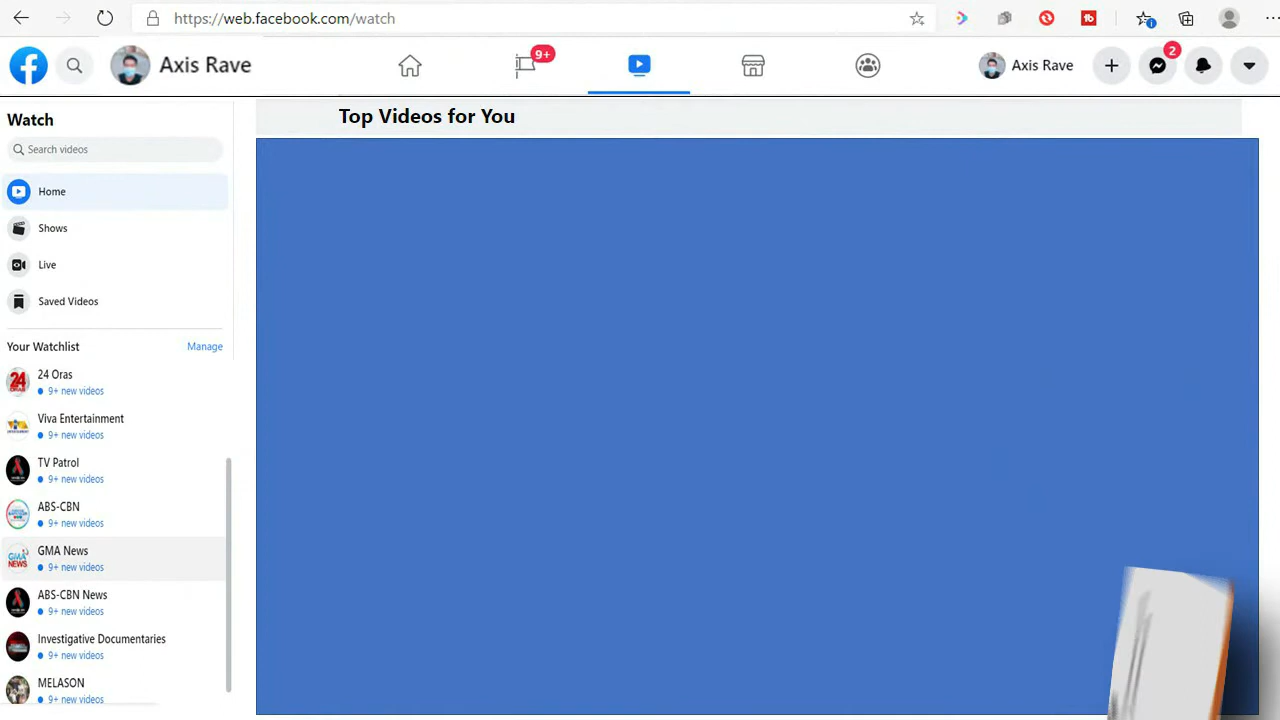 https://web.facebook.com/watch
Axis Rave
9+
Axis Rave
2
Watch
Search videos
Home
Shows
Live
Saved Videos
Your Watchlist
Manage
24 Oras
9+ new videos
Viva Entertainment
9+ new videos
TV Patrol
9+ new videos
ABS-CBN
9+ new videos
GMA News
9+ new videos
ABS-CBN News
9+ new videos
Investigative Documentaries
9+ new videos
MELASON
9+ new videos
Top Videos for You